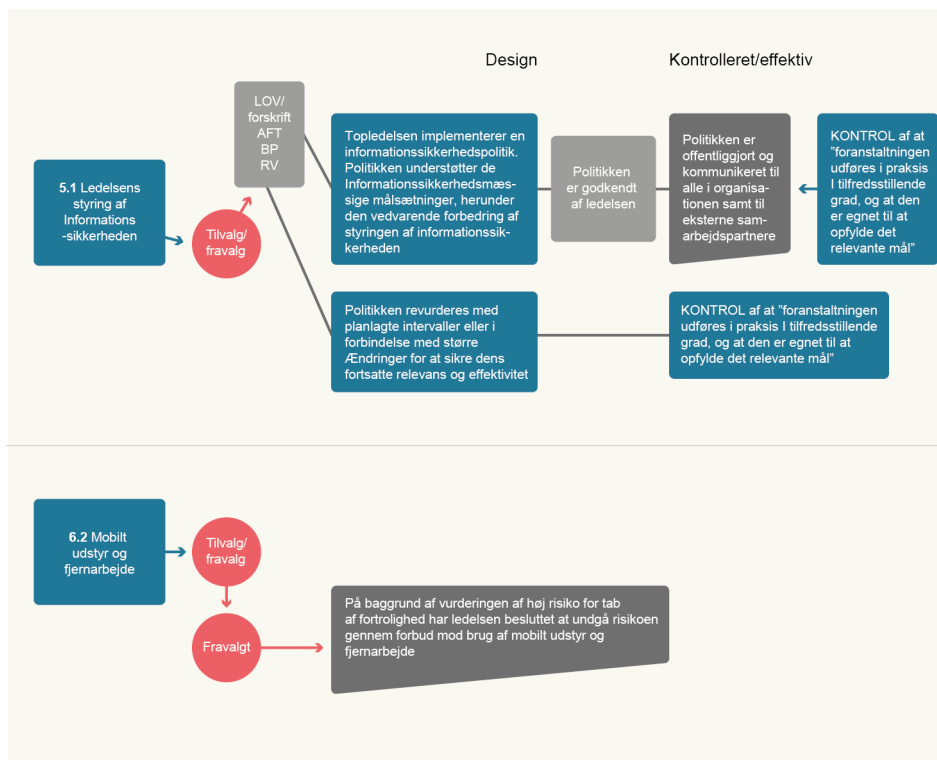 Design
Kontrolleret/effektiv
5.1 Ledelsens
styring af
Informations
-sikkerheden
Tilvalg/
fravalg
LOV/
forskrift
AFT
BP
RV
Topledelsen implementerer en
informationssikkerhedspolitik.
Politikken understøtter de
Informationssikkerhedsmæs-
sige målsætninger, herunder
den vedvarende forbedring af
styringen af informationssik-
kerheden
Politikken
er godkendt
af ledelsen
Politikken er
offentliggjort og
kommunikeret til
alle i organisa-
tionen samt til
eksterne sam-
arbejdspartnere
KONTROL af at
”foranstaltningen
udføres i praksis
I tilfredsstillende
grad, og at den
er egnet til at
opfylde det
relevante mål”
Politikken revurderes med
planlagte intervaller eller i
forbindelse med større
Ændringer for at sikre dens
fortsatte relevans og effektivitet
KONTROL af at ”foranstaltningen
udføres i praksis I tilfredsstillende
grad, og at den er egnet til at
opfylde det relevante mål”
6.2 Mobilt
udstyr og
fjernarbejde
Tilvalg/
fravalg
Fravalgt
På baggrund af vurderingen af høj risiko for tab
af fortrolighed har ledelsen besluttet at undgå risikoen
gennem forbud mod brug af mobilt udstyr og
fjernarbejde